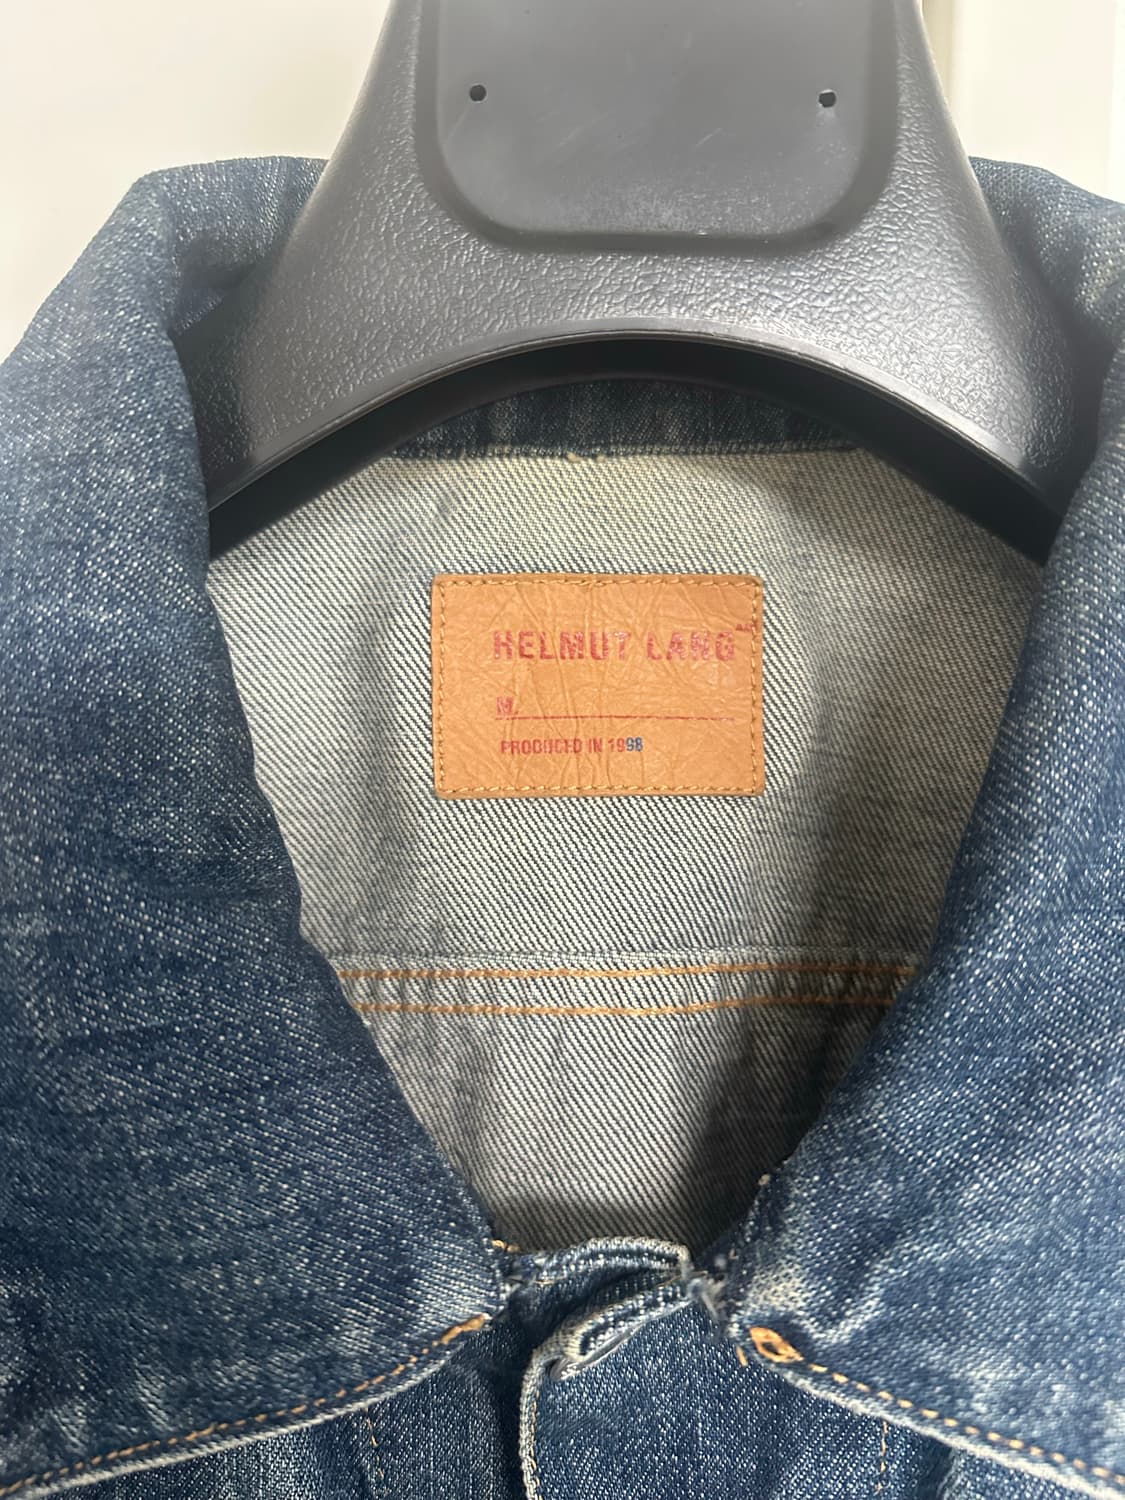 HELMUT LANG
M.
PRODUCED IN 1998